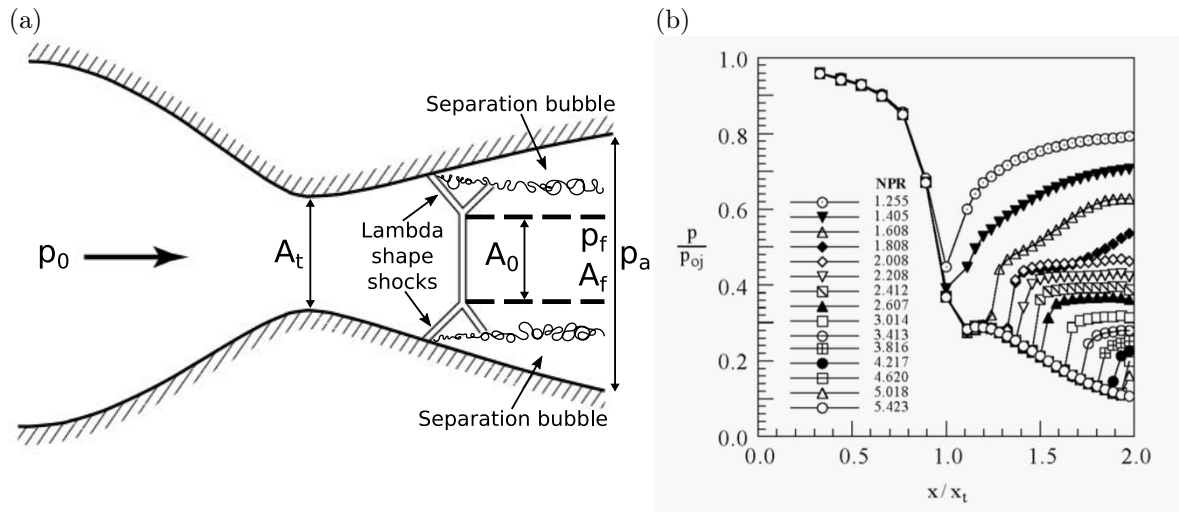 (a)
Separation bubble
p0
At
Lambda
shape
shocks
A0
pf
Af
pa
Separation bubble
(b)
1.0
0.8
0.6
0.4
0.2
0.0
p
poj
NPR
1.255
1.405
1.608
1.808
2.008
2.208
2.412
2.607
3.014
3.413
3.816
4.217
4.620
5.018
5.423
0.0 0.5 1.0 1.5 2.0
x/xt